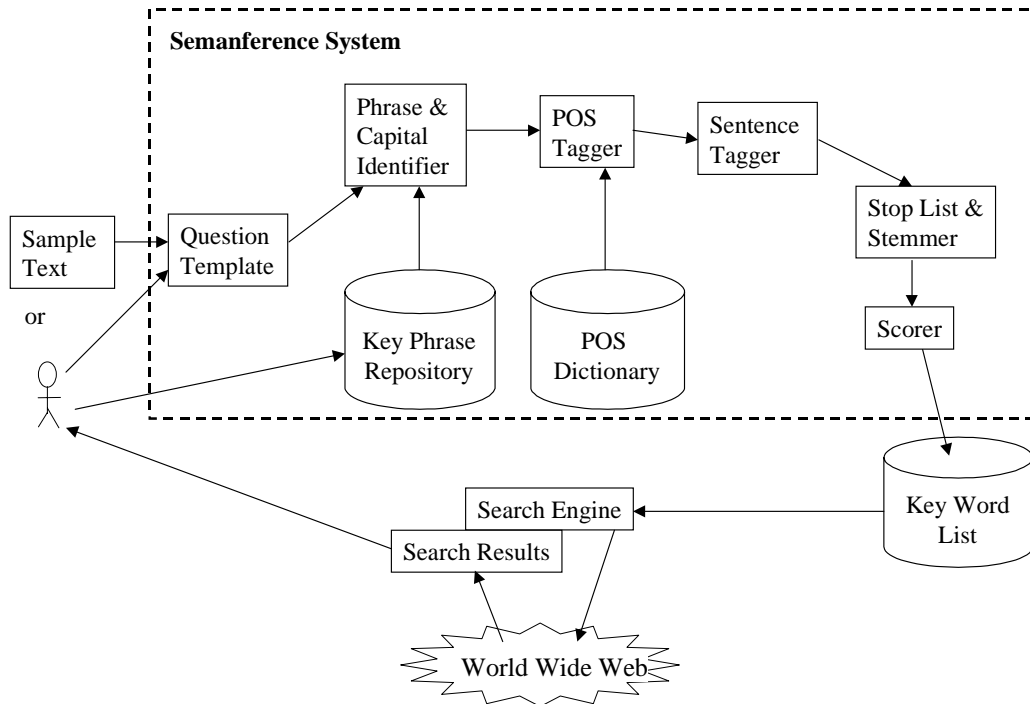 Semanference System
Phrase &
Capital
Identifier
POS
Tagger
Sentence
Tagger
Stop List &
Stemmer
Sample
Text
Question
Template
or
Key Phrase
Repository
POS
Dictionary
Scorer
Search Engine
Search Results
Key Word
List
World Wide Web